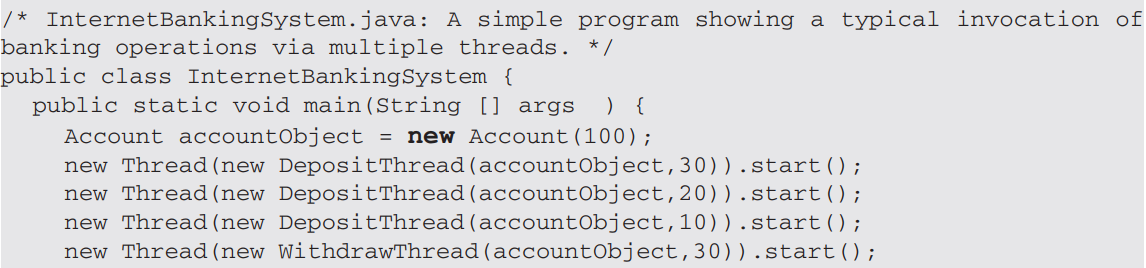 /* InternetBankingSystem.java: A simple program showing a typical invocation of
banking operations via multiple threads. */
public class InternetBankingSystem {
public static void main(String [] args  ) {
Account accountObject = new Account(100);
new Thread(new DepositThread(accountObject,30)).start();
new Thread(new DepositThread(accountObject,20)).start();
new Thread(new DepositThread(accountObject,10)).start();
new Thread(new WithdrawThread(accountObject,30)).start();